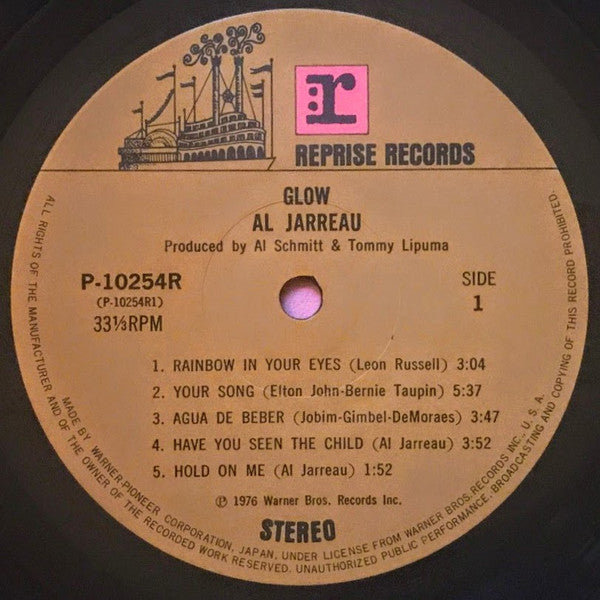 r
REPRISE RECORDS
GLOW
AL JARREAU
Produced by Al Schmitt & Tommy Lipuma
P-10254R
(P-10254R1)
33⅓RPM
SIDE
1
1. RAINBOW IN YOUR EYES (Leon Russell) 3:04
2. YOUR SONG (Elton John-Bernie Taupin) 5:37
3. AGUA DE BEBER (Jobim-Gimbel-DeMoraes) 3:47
4. HAVE YOU SEEN THE CHILD (Al Jarreau) 3:52
5. HOLD ON ME (Al Jarreau) 1:52
℗ 1976 Warner Bros. Records Inc.
STEREO
MADE BY WARNER-PIONEER CORPORATION, JAPAN, UNDER LICENSE FROM WARNER BROS. RECORDS INC., U.S.A.
ALL RIGHTS OF THE MANUFACTURER AND OF THE OWNER OF THE RECORDED WORK RESERVED. UNAUTHORIZED PUBLIC PERFORMANCE, BROADCASTING AND COPYING OF THIS RECORD PROHIBITED.